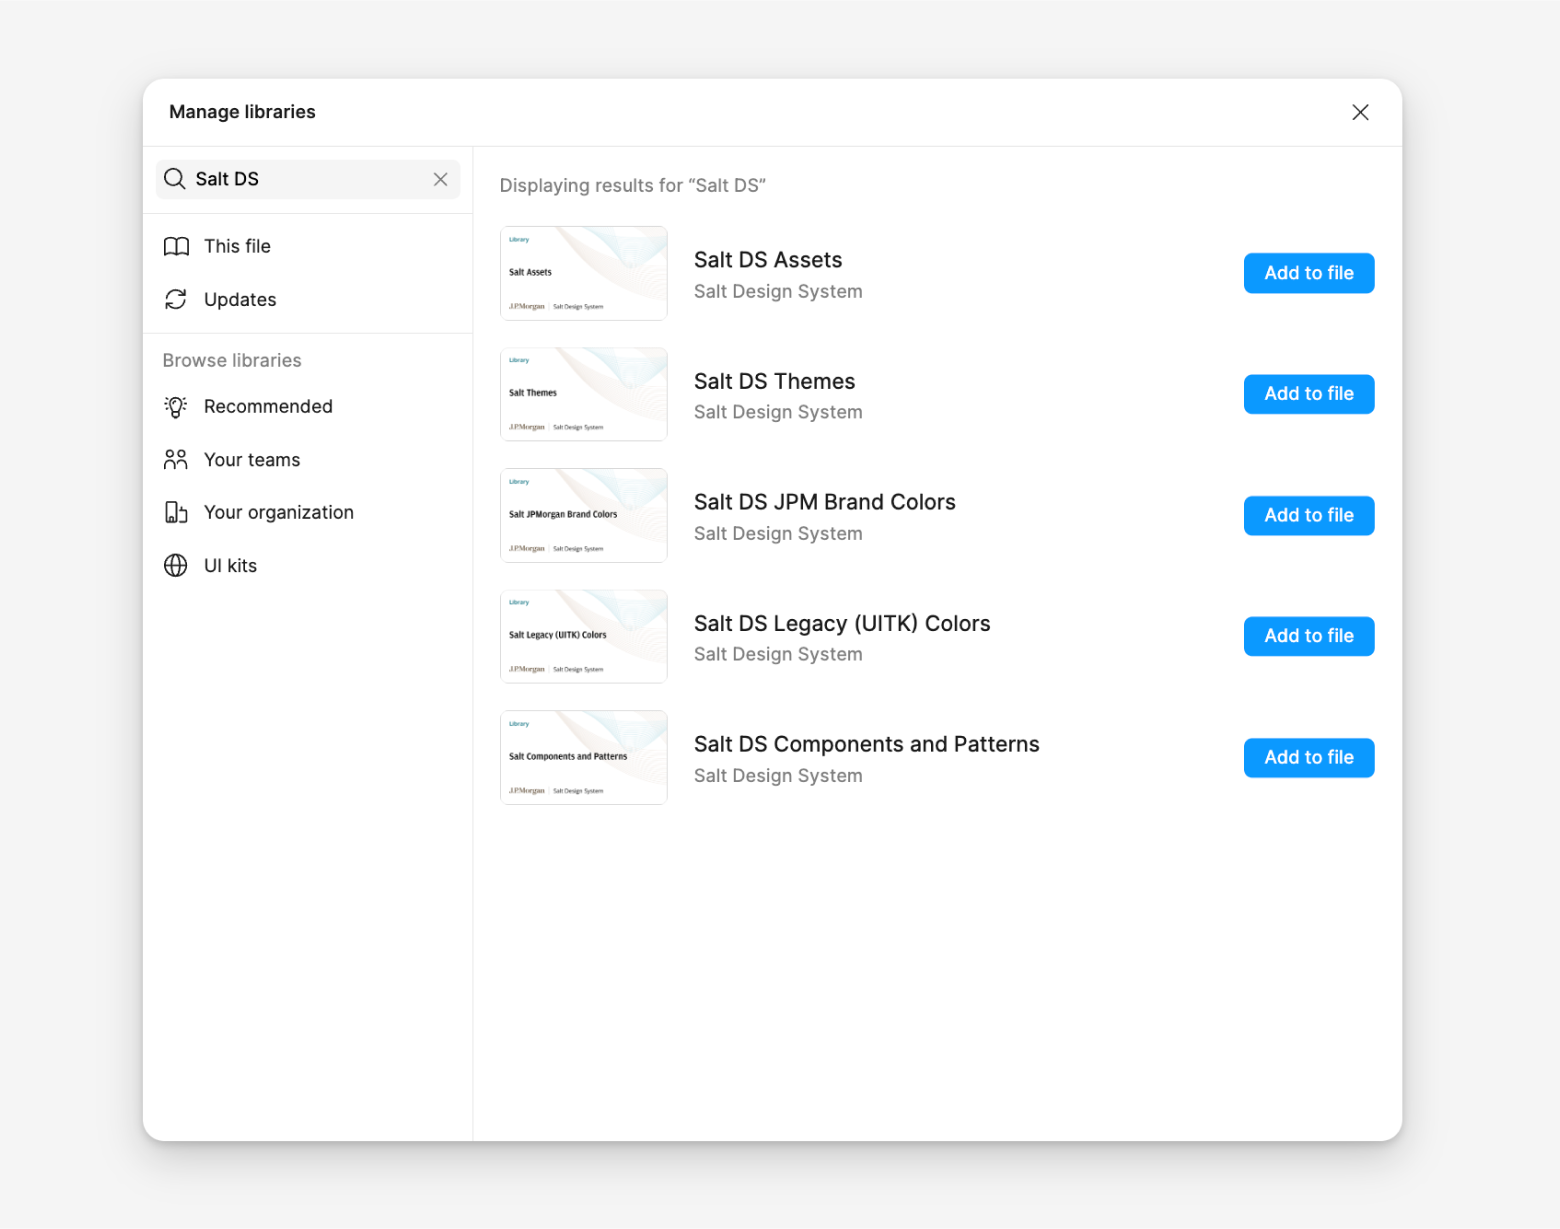 Manage libraries
Salt DS
This file
Updates
Browse libraries
Recommended
Your teams
Your organization
UI kits
Displaying results for “Salt DS”
Library
Salt Assets
J.P.Morgan | Salt Design System
Salt DS Assets
Salt Design System
Add to file
Library
Salt Themes
J.P.Morgan | Salt Design System
Salt DS Themes
Salt Design System
Add to file
Library
Salt JPMorgan Brand Colors
J.P.Morgan | Salt Design System
Salt DS JPM Brand Colors
Salt Design System
Add to file
Library
Salt Legacy (UITK) Colors
J.P.Morgan | Salt Design System
Salt DS Legacy (UITK) Colors
Salt Design System
Add to file
Library
Salt Components and Patterns
J.P.Morgan | Salt Design System
Salt DS Components and Patterns
Salt Design System
Add to file